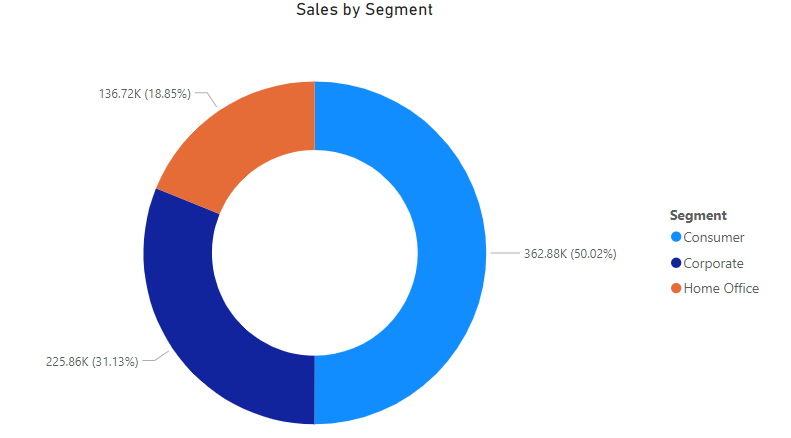 Sales by Segment
136.72K (18.85%)
362.88K (50.02%)
225.86K (31.13%)
Segment
Consumer
Corporate
Home Office